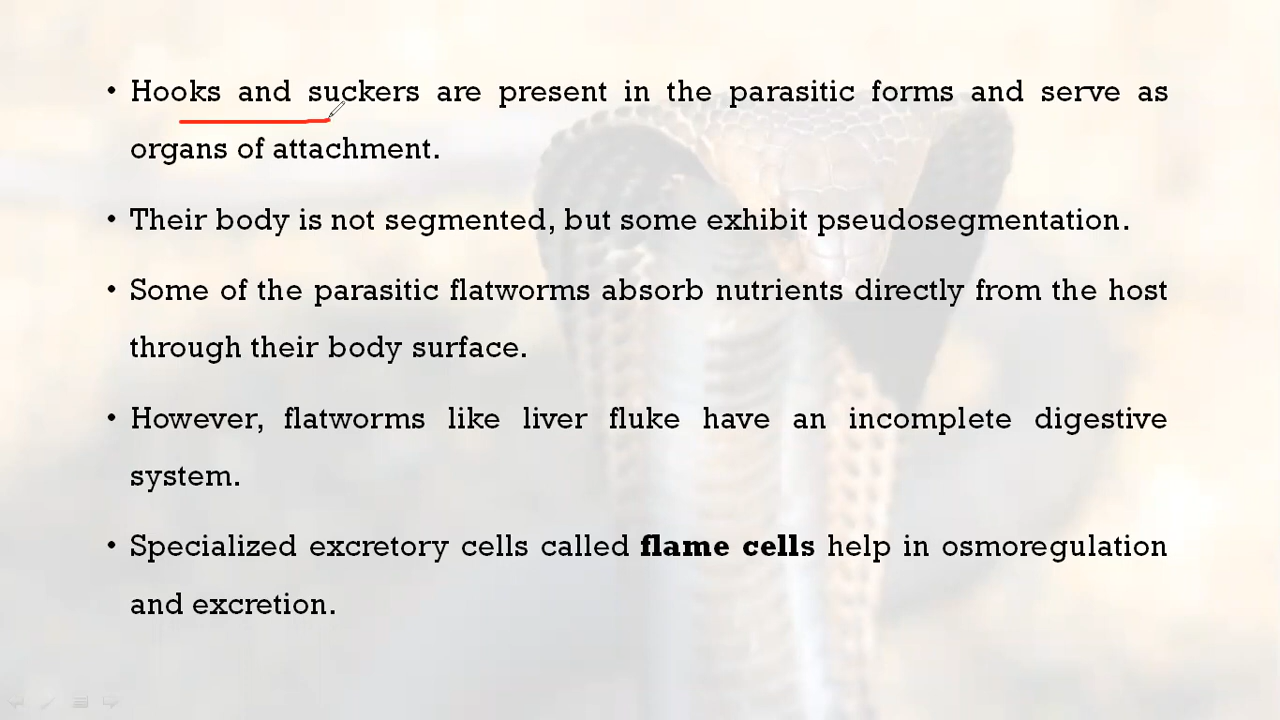 • Hooks and suckers are present in the parasitic forms and serve as
organs of attachment.
• Their body is not segmented, but some exhibit pseudosegmentation.
• Some of the parasitic flatworms absorb nutrients directly from the host
through their body surface.
• However, flatworms like liver fluke have an incomplete digestive
system.
• Specialized excretory cells called flame cells help in osmoregulation
and excretion.